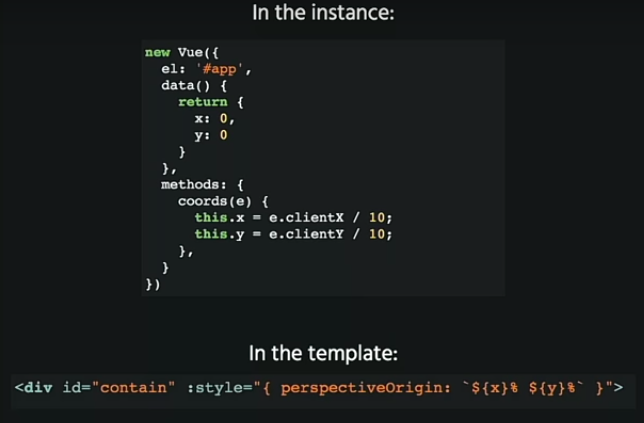 In the instance:
new Vue({
  el: '#app',
  data() {
    return {
      x: 0,
      y: 0
    }
  },
  methods: {
    coords(e) {
      this.x = e.clientX / 10;
      this.y = e.clientY / 10;
    },
  }
})
In the template:
<div id="contain" :style="{ perspectiveOrigin: `${x}% ${y}%` }">